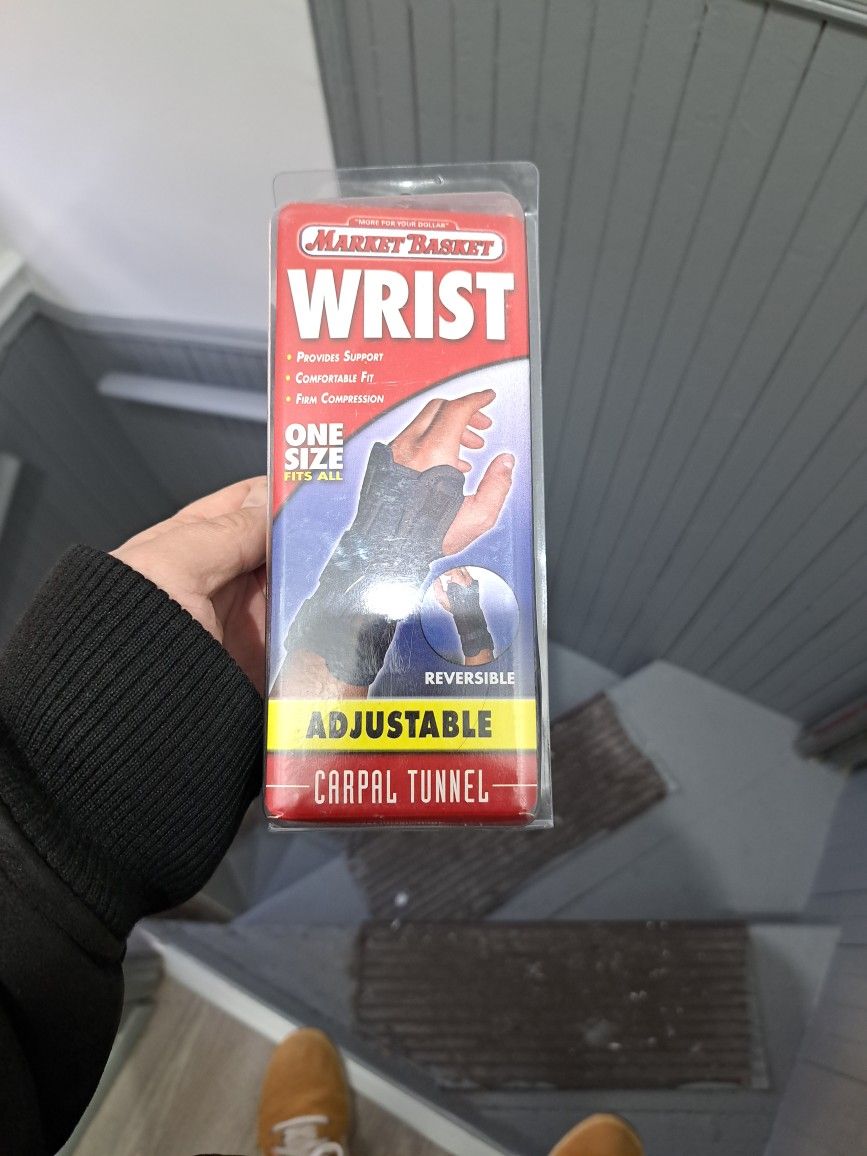 "MORE FOR YOUR DOLLAR"
MARKET BASKET
WRIST
• PROVIDES SUPPORT
• COMFORTABLE FIT
• FIRM COMPRESSION
ONE
SIZE
FITS ALL
REVERSIBLE
ADJUSTABLE
CARPAL TUNNEL